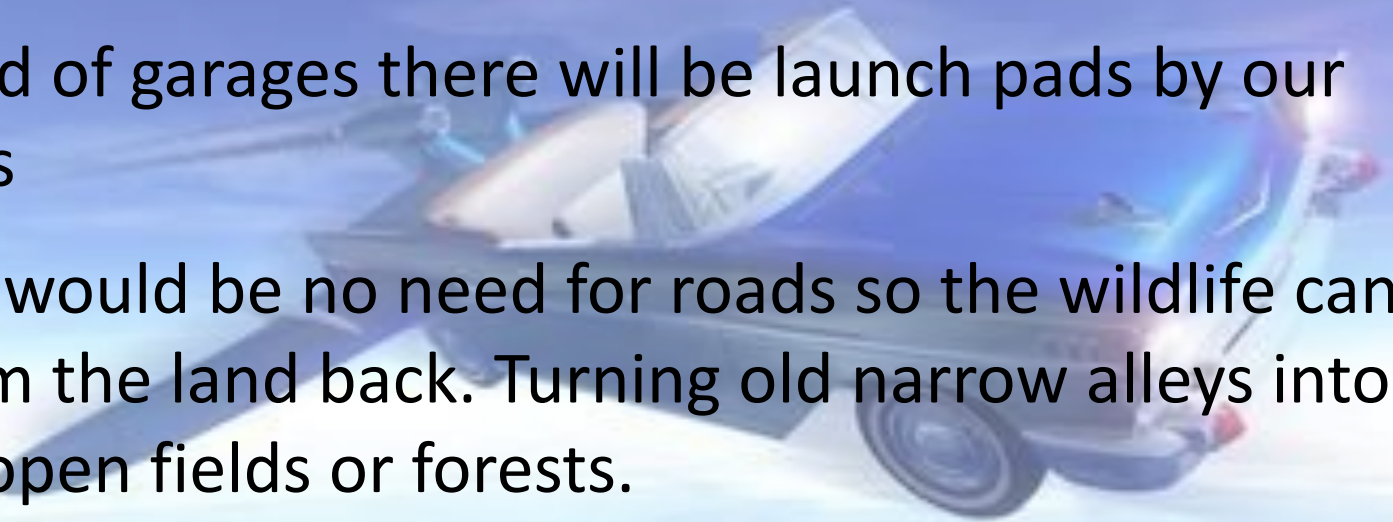 d of garages there will be launch pads by our
s
would be no need for roads so the wildlife can
m the land back. Turning old narrow alleys into
open fields or forests.